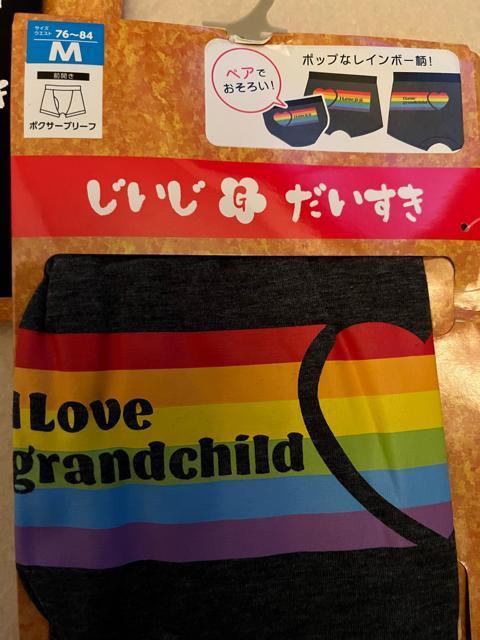 サイズ
ウエスト 76~84
M
前開き
ボクサーブリーフ
ペアで
おそろい!
ポップなレインボー柄!
じいじ G だいすき
I Love
grandchild